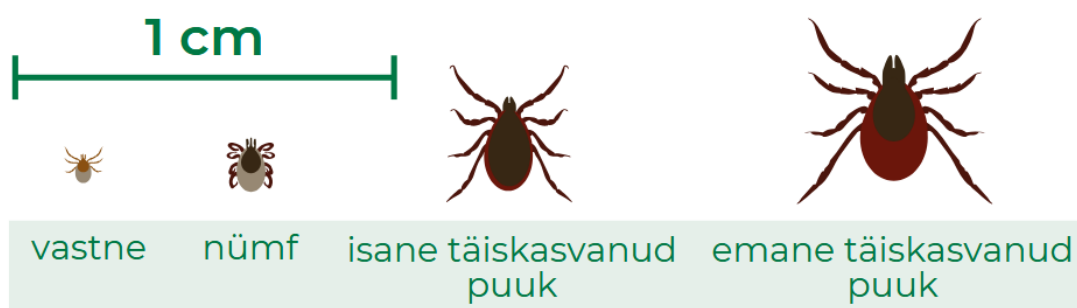 1 cm
vastne
nümf
isane täiskasvanud
puuk
emane täiskasvanud
puuk